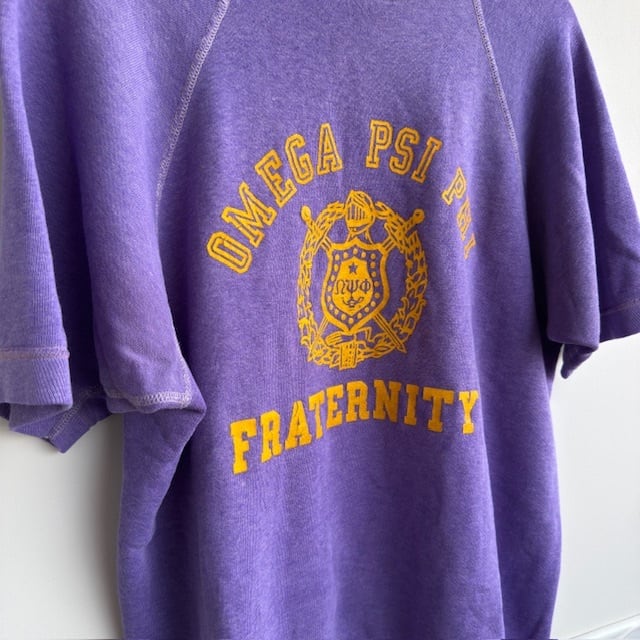 OMEGA PSI PHI
ΩΨΦ
FRATERNITY